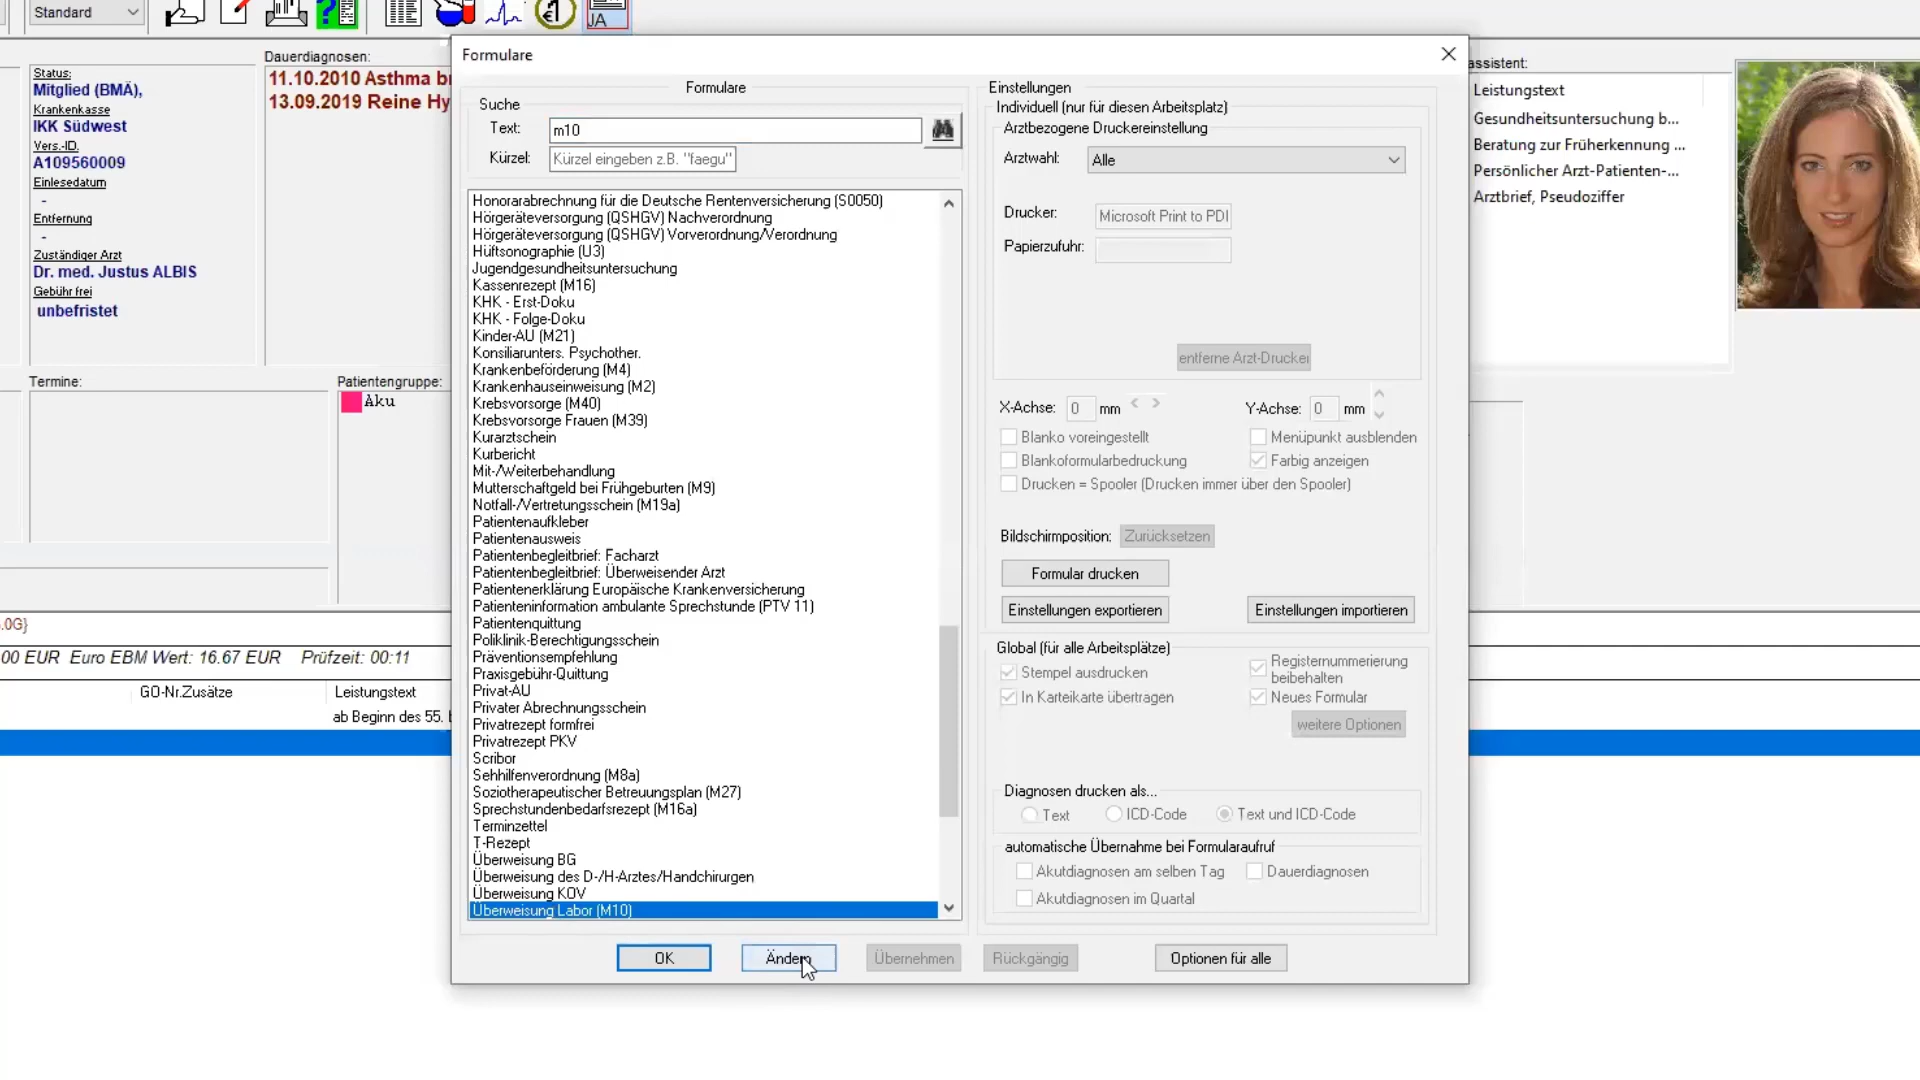 Standard
JA
Status:
Mitglied (BMÄ),
Krankenkasse
IKK Südwest
Vers.-ID.
A109560009
Einlesedatum
-
Entfernung
-
Zuständiger Arzt
Dr. med. Justus ALBIS
Gebühr frei
unbefristet
Dauerdiagnosen:
11.10.2010 Asthma
13.09.2019 Reine Hy
Termine:
Patientengruppe:
Aku
.0G}
00 EUR Euro EBM Wert: 16.67 EUR Prüfzeit: 00:11
GO-Nr.Zusätze
Leistungstext
ab Beginn des 55.
Formulare
Formulare
Suche
Text:
m10
Kürzel:
Kürzel eingeben z.B. "faegu"
Honorarabrechnung für die Deutsche Rentenversicherung (S0050)
Hörgeräteversorgung (QSHGV) Nachverordnung
Hörgeräteversorgung (QSHGV) Vorverordnung/Verordnung
Hüftsonographie (U3)
Jugendgesundheitsuntersuchung
Kassenrezept (M16)
KHK - Erst-Doku
KHK - Folge-Doku
Kinder-AU (M21)
Konsiliarunters. Psychother.
Krankenbeförderung (M4)
Krankenhauseinweisung (M2)
Krebsvorsorge (M40)
Krebsvorsorge Frauen (M39)
Kurarztschein
Kurbericht
Mit-/Weiterbehandlung
Mutterschaftgeld bei Frühgeburten (M9)
Notfall-/Vertretungsschein (M19a)
Patientenaufkleber
Patientenausweis
Patientenbegleitbrief: Facharzt
Patientenbegleitbrief: Überweisender Arzt
Patientenerklärung Europäische Krankenversicherung
Patienteninformation ambulante Sprechstunde (PTV 11)
Patientenquittung
Poliklinik-Berechtigungsschein
Präventionsempfehlung
Praxisgebühr-Quittung
Privat-AU
Privater Abrechnungsschein
Privatrezept formfrei
Privatrezept PKV
Scribor
Sehhilfenverordnung (M8a)
Soziotherapeutischer Betreuungsplan (M27)
Sprechstundenbedarfsrezept (M16a)
Terminzettel
T-Rezept
Überweisung BG
Überweisung des D-/H-Arztes/Handchirurgen
Überweisung KOV
Überweisung Labor (M10)
OK
Ändern
Übernehmen
Rückgängig
Optionen für alle
Einstellungen
Individuell (nur für diesen Arbeitsplatz)
Arztbezogene Druckereinstellung
Arztwahl:
Alle
Drucker:
Microsoft Print to PDI
Papierzufuhr:
entferne Arzt-Drucker
X-Achse: 0 mm
Y-Achse: 0 mm
Blanko voreingestellt
Menüpunkt ausblenden
Blankoformularbedruckung
Farbig anzeigen
Drucken = Spooler (Drucken immer über den Spooler)
Bildschirmposition:
Zurücksetzen
Formular drucken
Einstellungen exportieren
Einstellungen importieren
Global (für alle Arbeitsplätze)
Stempel ausdrucken
Registernummerierung
beibehalten
In Karteikarte übertragen
Neues Formular
weitere Optionen
Diagnosen drucken als...
Text
ICD-Code
Text und ICD-Code
automatische Übernahme bei Formularaufruf
Akutdiagnosen am selben Tag
Dauerdiagnosen
Akutdiagnosen im Quartal
assistent:
Leistungstext
Gesundheitsuntersuchung b...
Beratung zur Früherkennung ...
Persönlicher Arzt-Patienten-...
Arztbrief, Pseudoziffer